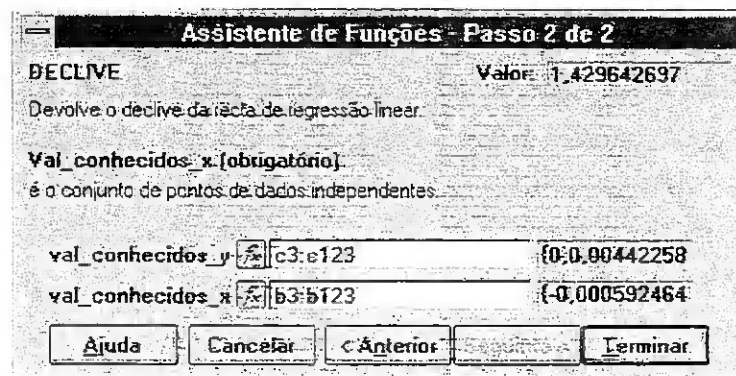 Assistente de Funções - Passo 2 de 2
DECLIVE Valor: 1,429642697
Devolve o declive da recta de regressão linear.
Val_conhecidos_x (obrigatório)
é o conjunto de pontos de dados independentes.
val_conhecidos_y fx c3:c123 {0;0,00442258
val_conhecidos_x fx b3:b123 {-0,000592464
Ajuda Cancelar < Anterior Terminar